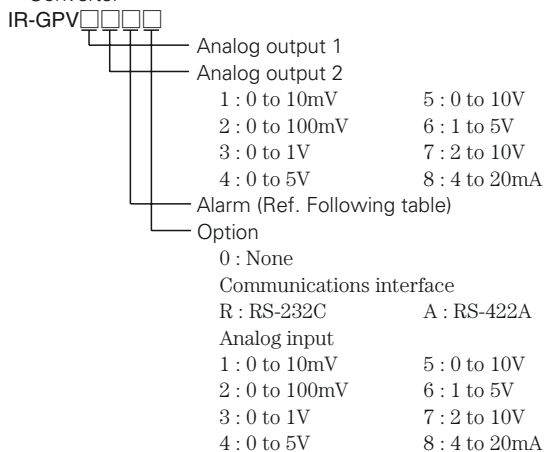 Converter
IR-GPV□□□□
Analog output 1
Analog output 2
1 : 0 to 10mV 5 : 0 to 10V
2 : 0 to 100mV 6 : 1 to 5V
3 : 0 to 1V 7 : 2 to 10V
4 : 0 to 5V 8 : 4 to 20mA
Alarm (Ref. Following table)
Option
0 : None
Communications interface
R : RS-232C A : RS-422A
Analog input
1 : 0 to 10mV 5 : 0 to 10V
2 : 0 to 100mV 6 : 1 to 5V
3 : 0 to 1V 7 : 2 to 10V
4 : 0 to 5V 8 : 4 to 20mA